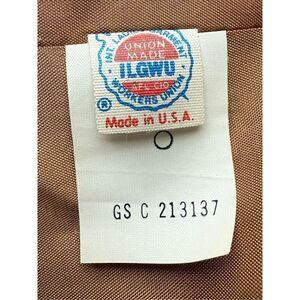 INT. LADIES GARMENT
UNION
MADE
ILGWU
AFL-CIO
WORKERS UNION
®
Made in U.S.A.
GS C 213137